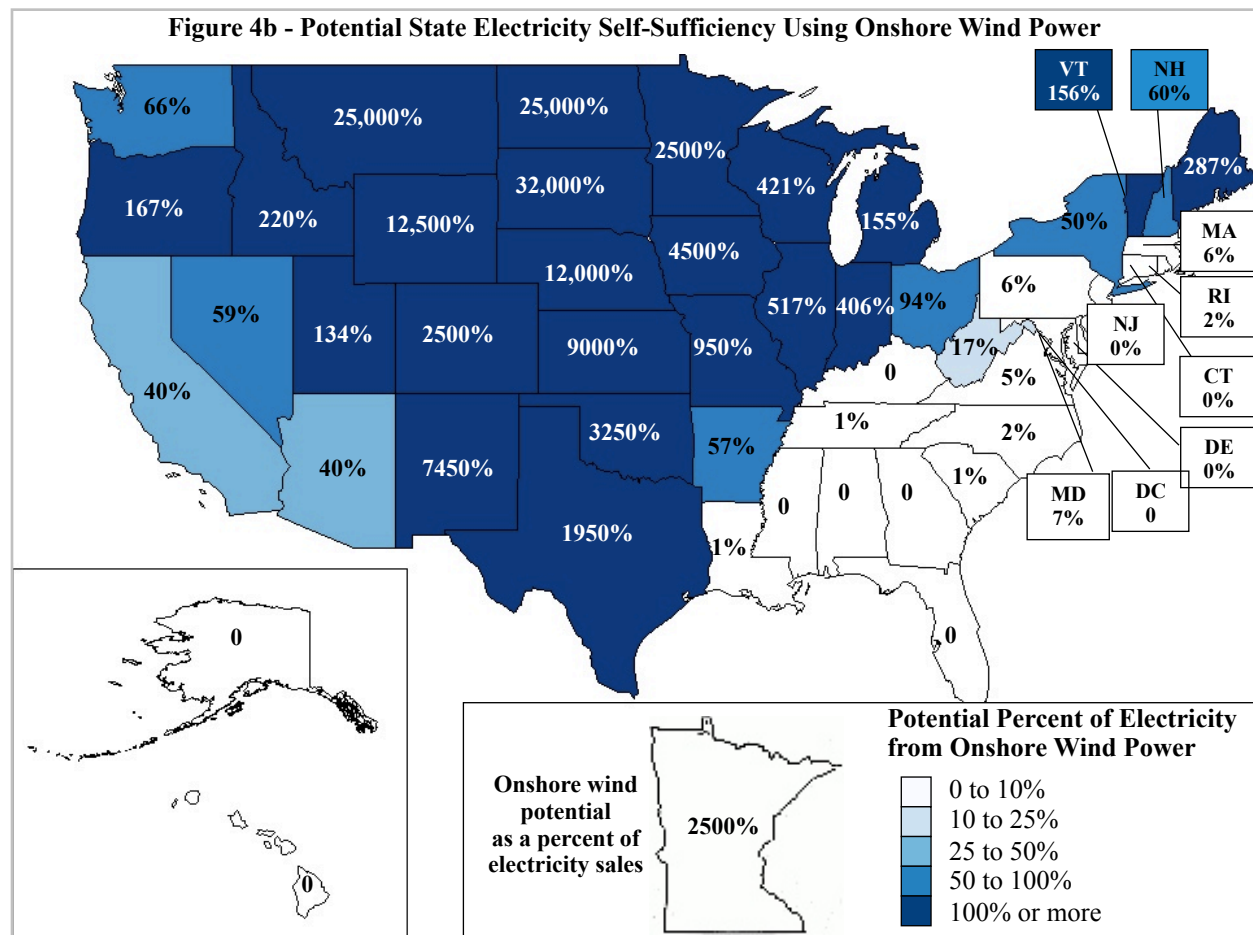 Figure 4b - Potential State Electricity Self-Sufficiency Using Onshore Wind Power
VT
156%
NH
60%
66%
25,000%
25,000%
2500%
287%
167%
220%
12,500%
32,000%
421%
155%
50%
MA
6%
4500%
12,000%
6%
RI
2%
59%
134%
2500%
517%
406%
94%
NJ
0%
9000%
950%
17%
40%
0
5%
CT
0%
1%
2%
3250%
57%
40%
7450%
DE
0%
1%
MD
7%
DC
0
0
0
0
1950%
1%
0
0
0
Onshore wind
potential
as a percent of
electricity sales
2500%
Potential Percent of Electricity
from Onshore Wind Power
0 to 10%
10 to 25%
25 to 50%
50 to 100%
100% or more